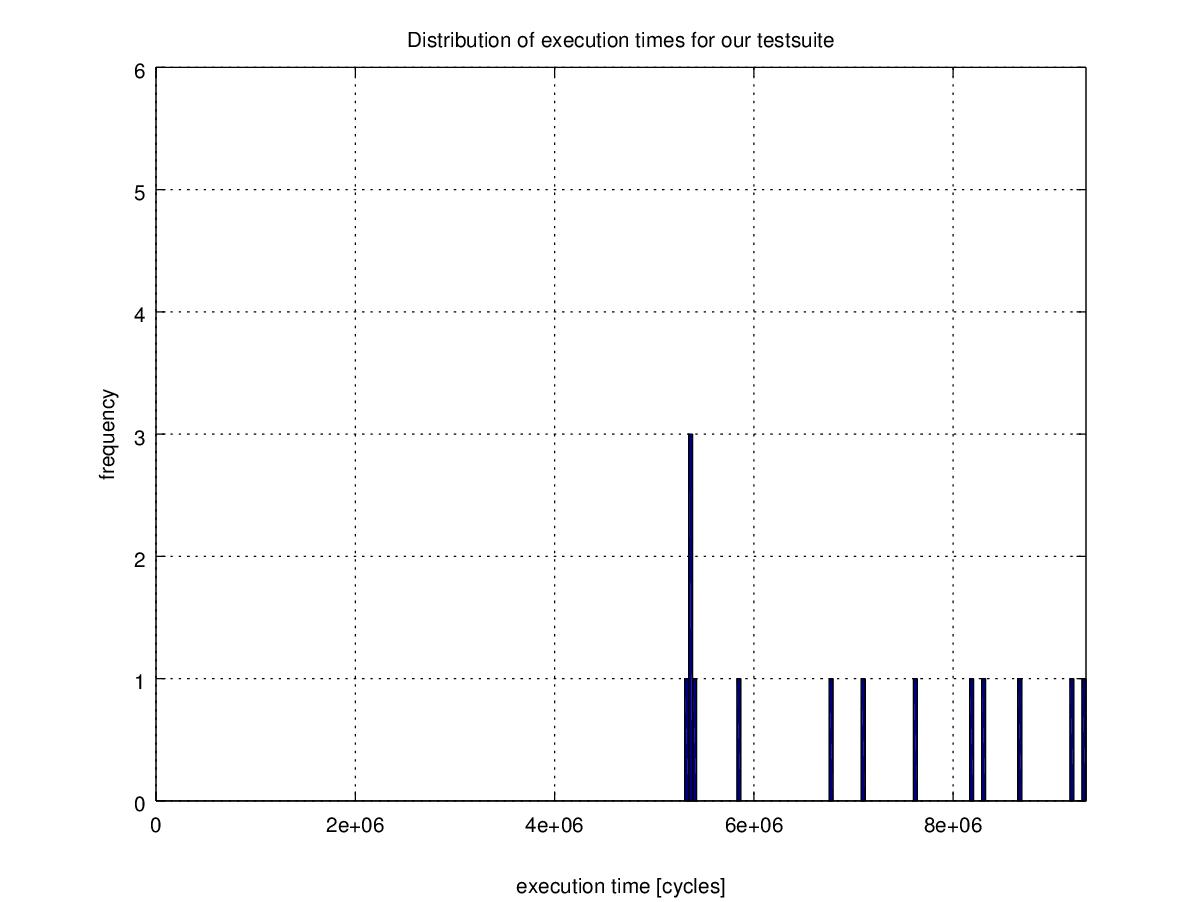 Distribution of execution times for our testsuite
6
5
4
3
2
1
0
frequency
0 2e+06 4e+06 6e+06 8e+06
execution time [cycles]